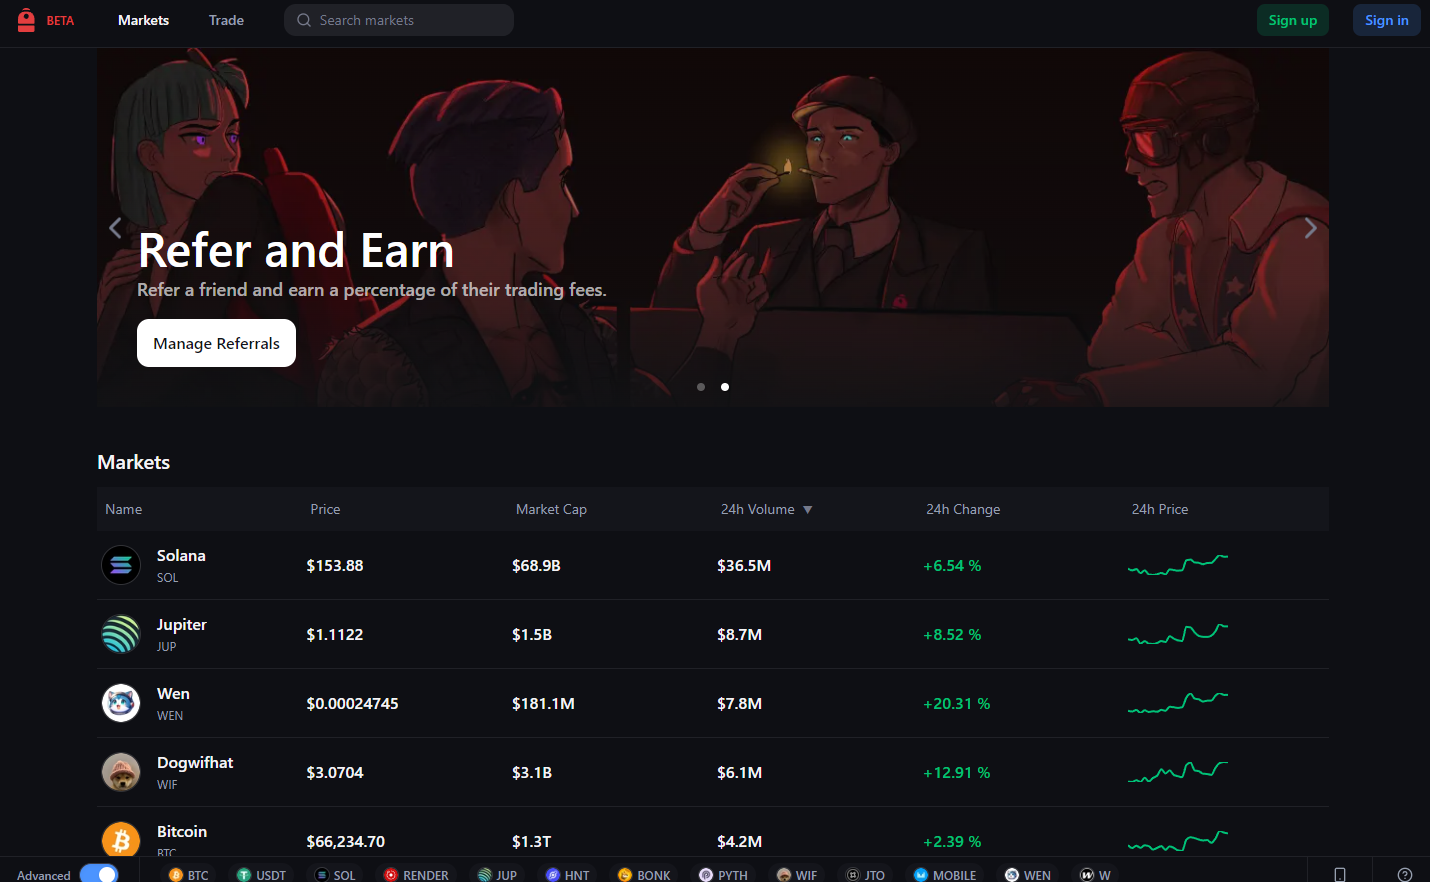 BETA
Markets
Trade
Search markets
Sign up
Sign in
Refer and Earn
Refer a friend and earn a percentage of their trading fees.
Manage Referrals
Markets
Name Price Market Cap 24h Volume ▼ 24h Change 24h Price
Solana
SOL
$153.88 $68.9B $36.5M +6.54 %
Jupiter
JUP
$1.1122 $1.5B $8.7M +8.52 %
Wen
WEN
$0.00024745 $181.1M $7.8M +20.31 %
Dogwifhat
WIF
$3.0704 $3.1B $6.1M +12.91 %
Bitcoin
BTC
$66,234.70 $1.3T $4.2M +2.39 %
Advanced BTC USDT SOL RENDER JUP HNT BONK PYTH WIF JTO MOBILE WEN W